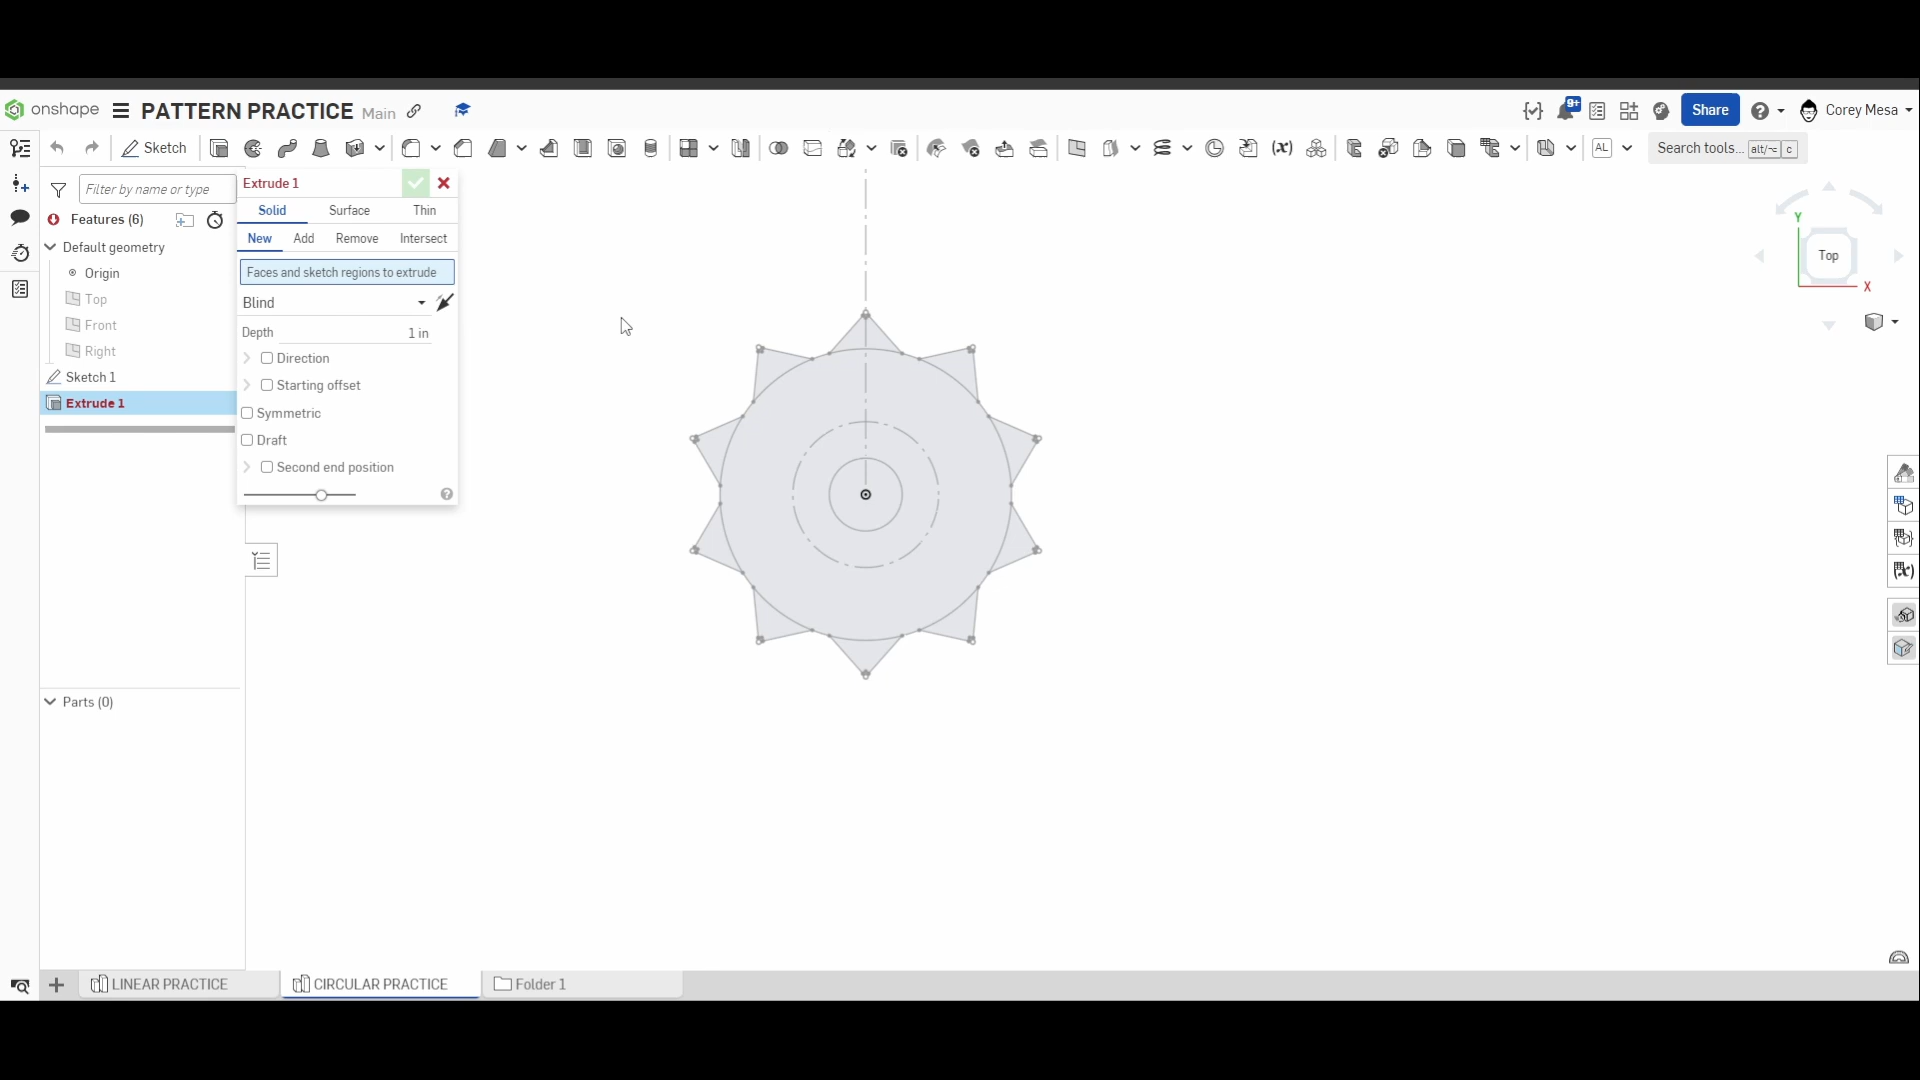 onshape PATTERN PRACTICE Main
9+ Share Corey Mesa
Sketch (x) AL Search tools... alt/⌥ c
Filter by name or type
Features (6)
Default geometry
Origin
Top
Front
Right
Sketch 1
Extrude 1
Parts (0)
Extrude 1
Solid Surface Thin
New Add Remove Intersect
Faces and sketch regions to extrude
Blind
Depth 1 in
Direction
Starting offset
Symmetric
Draft
Second end position
Y
Top
X
(x)
LINEAR PRACTICE CIRCULAR PRACTICE Folder 1